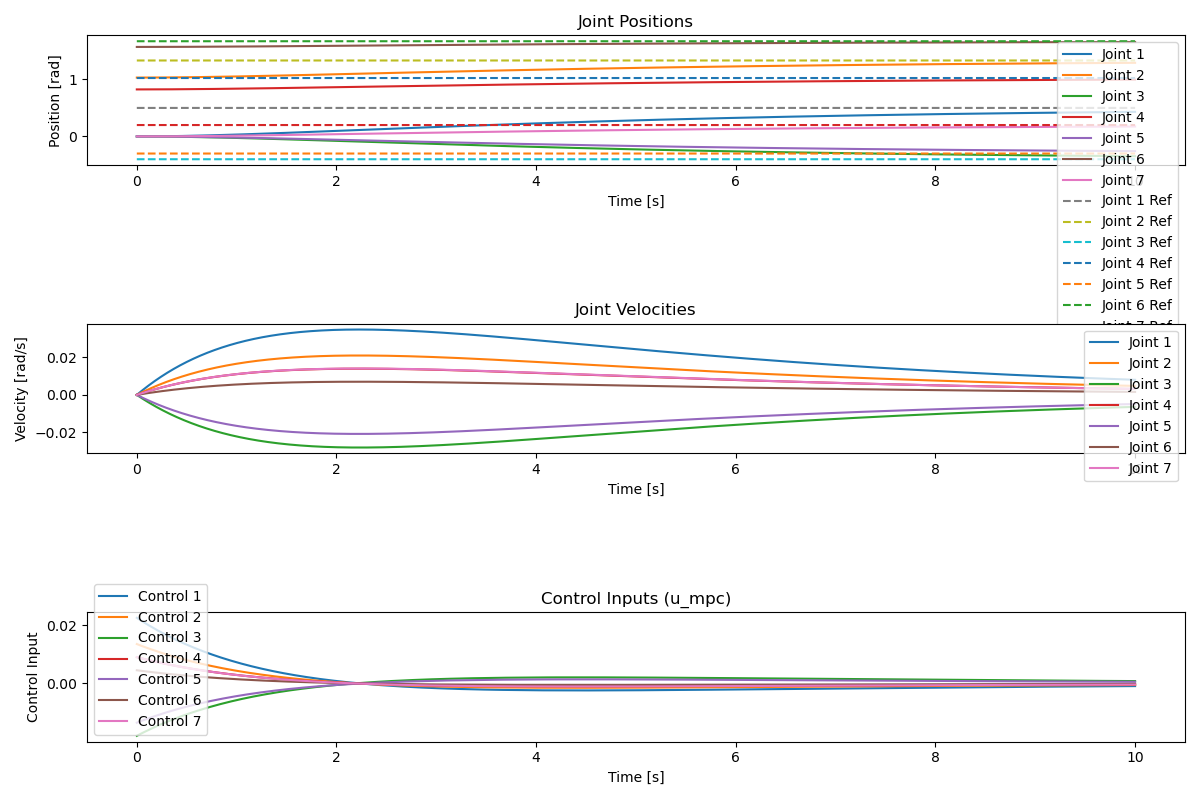 Joint Positions
Position [rad]
1
0
0
2
4
6
8
10
Time [s]
Joint 1
Joint 2
Joint 3
Joint 4
Joint 5
Joint 6
Joint 7
Joint 1 Ref
Joint 2 Ref
Joint 3 Ref
Joint 4 Ref
Joint 5 Ref
Joint 6 Ref
Joint 7 Ref
Joint Velocities
Velocity [rad/s]
0.02
0.00
−0.02
0
2
4
6
8
Time [s]
Joint 1
Joint 2
Joint 3
Joint 4
Joint 5
Joint 6
Joint 7
Control Inputs (u_mpc)
Control Input
0.02
0.00
Control 1
Control 2
Control 3
Control 4
Control 5
Control 6
Control 7
0
2
4
6
8
10
Time [s]